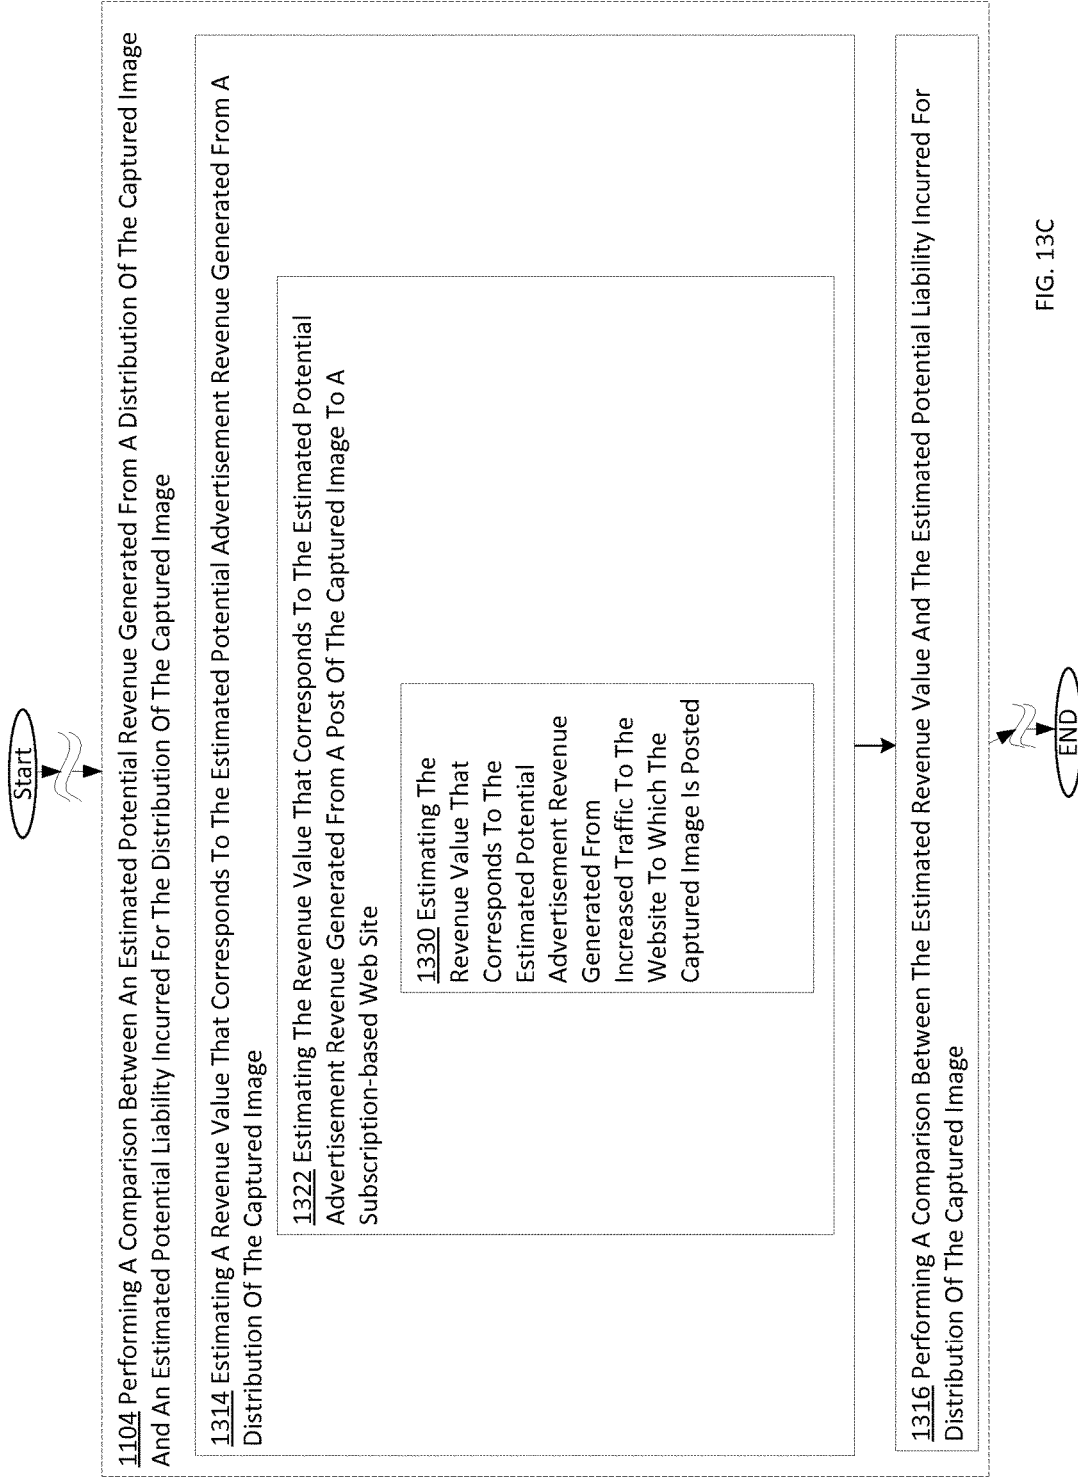 Start
1104 Performing A Comparison Between An Estimated Potential Revenue Generated From A Distribution Of The Captured Image
And An Estimated Potential Liability Incurred For The Distribution Of The Captured Image
1314 Estimating A Revenue Value That Corresponds To The Estimated Potential Advertisement Revenue Generated From A
Distribution Of The Captured Image
1322 Estimating The Revenue Value That Corresponds To The Estimated Potential
Advertisement Revenue Generated From A Post Of The Captured Image To A
Subscription-based Web Site
1330 Estimating The
Revenue Value That
Corresponds To The
Estimated Potential
Advertisement Revenue
Generated From
Increased Traffic To The
Website To Which The
Captured Image Is Posted
1316 Performing A Comparison Between The Estimated Revenue Value And The Estimated Potential Liability Incurred For
Distribution Of The Captured Image
END
FIG. 13C